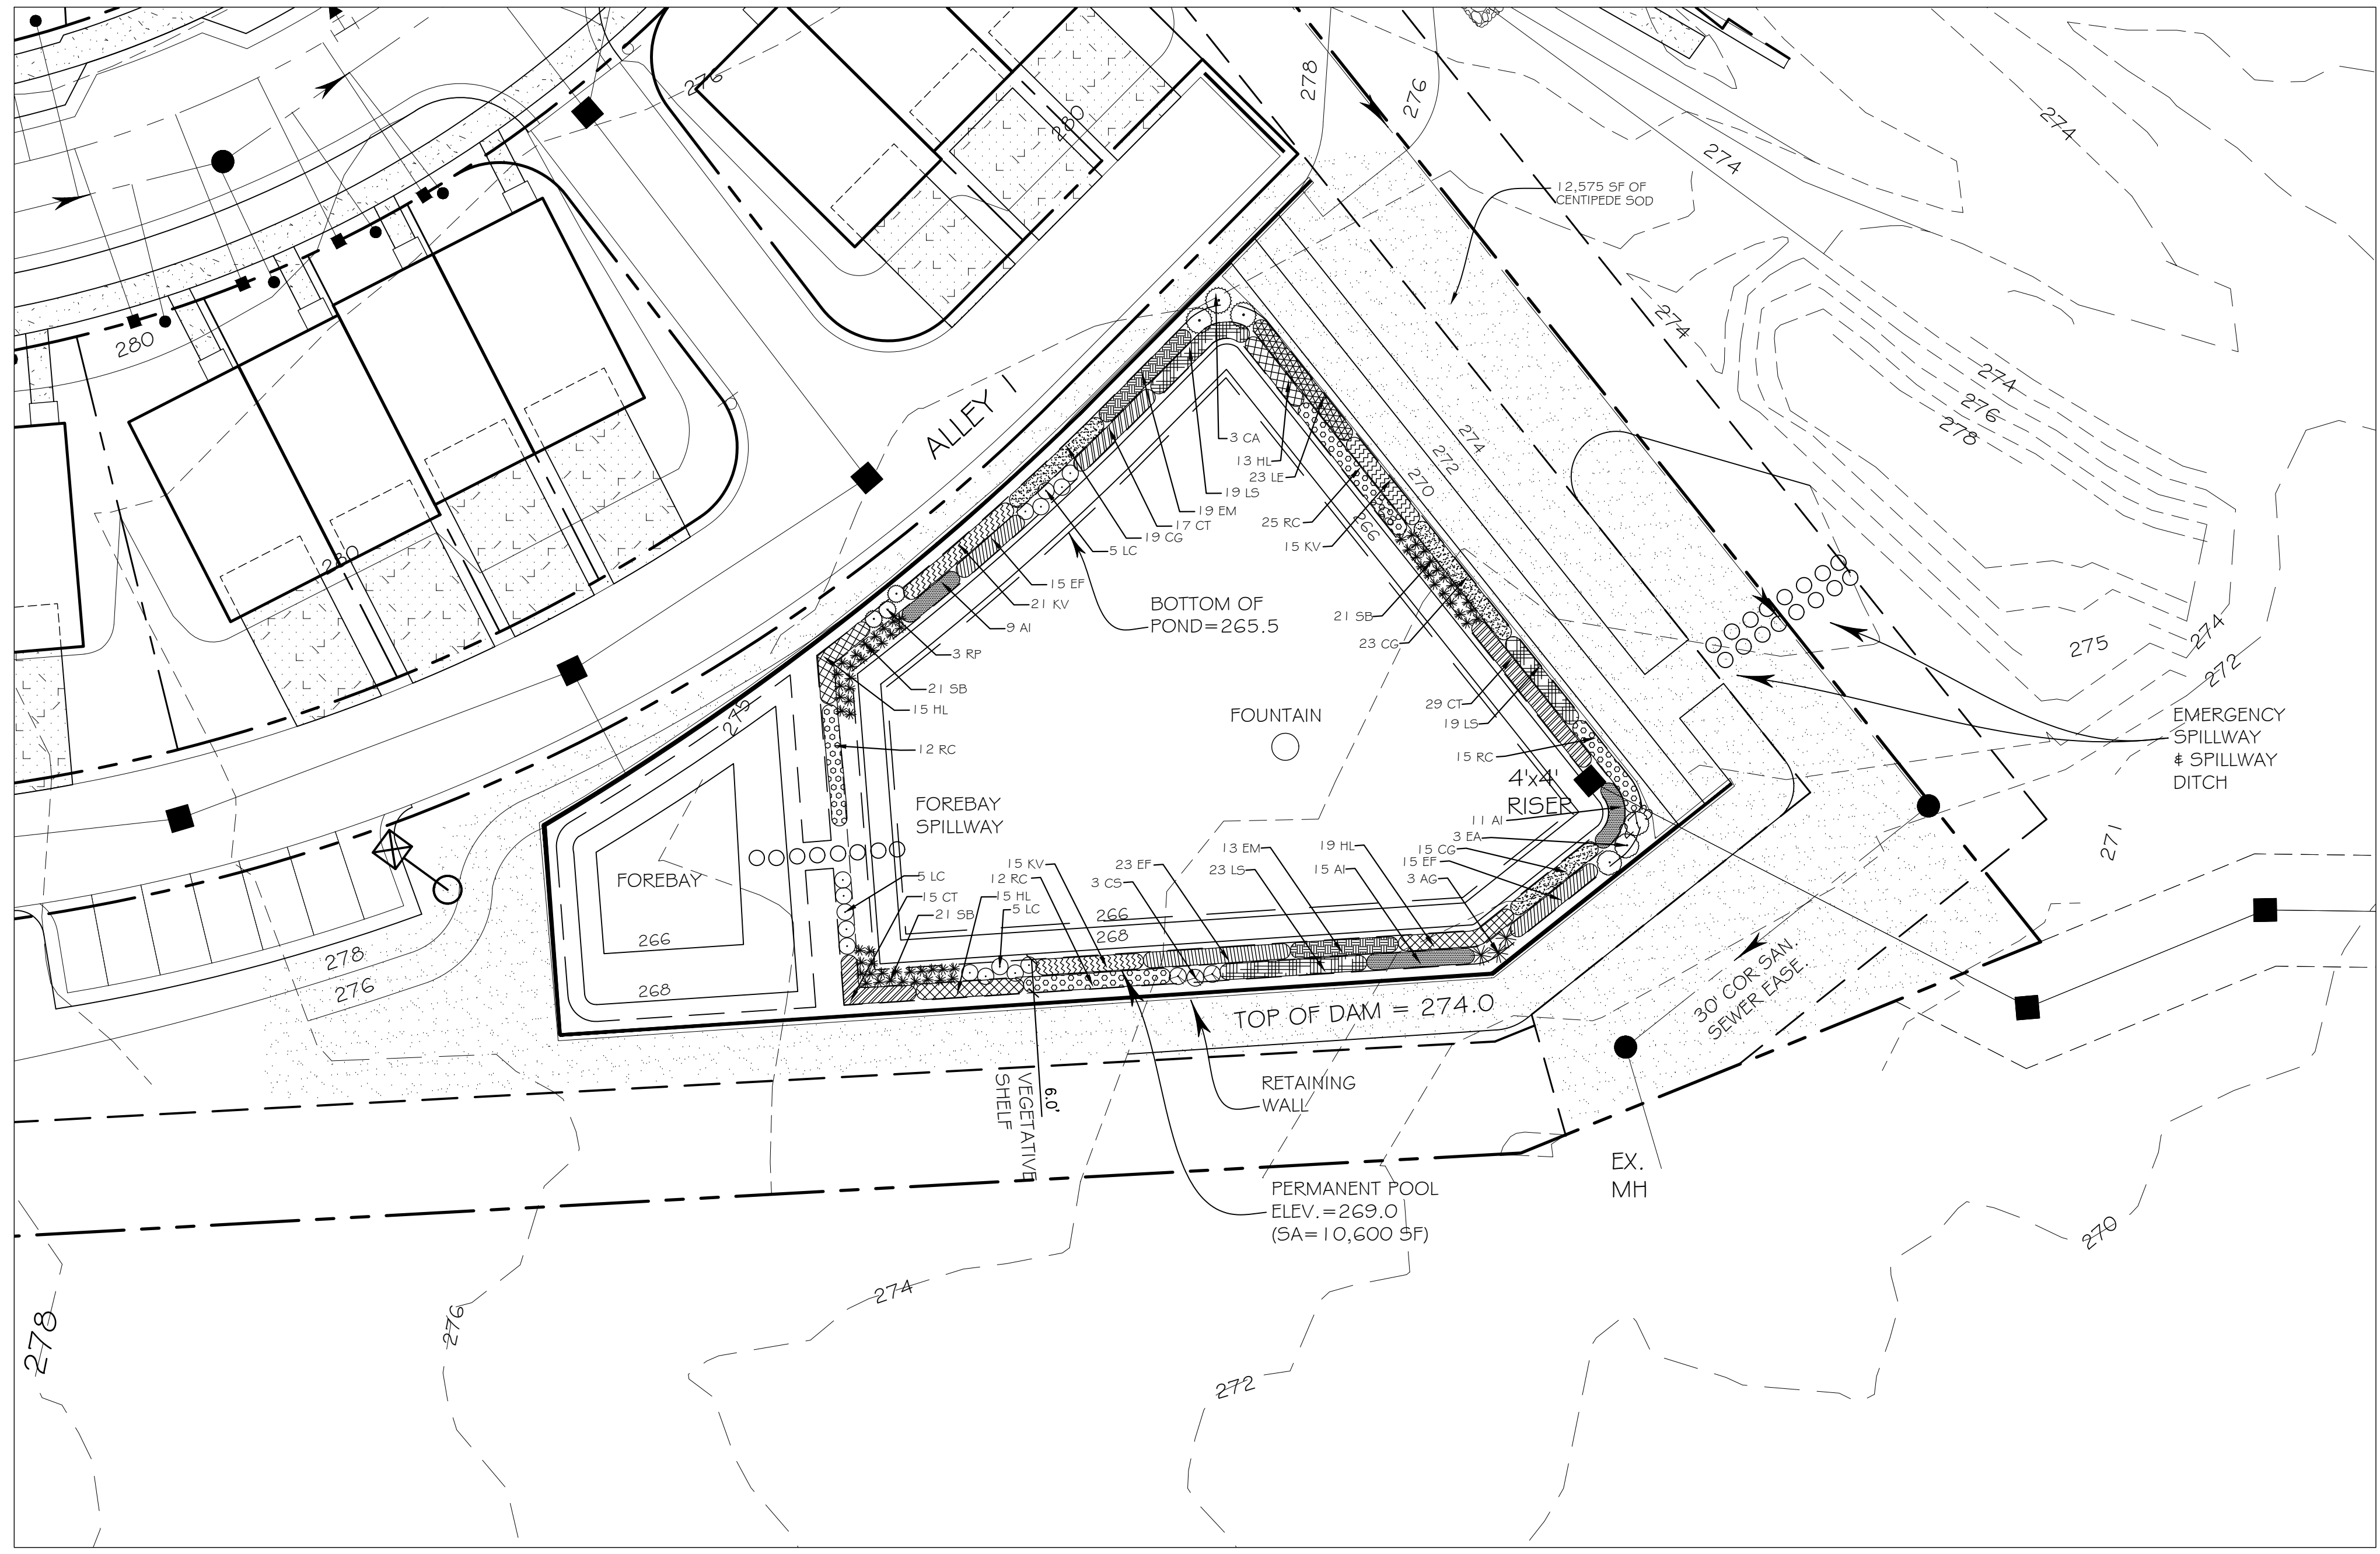 276
280
278
276
274
274
12,575 SF OF
CENTIPEDE SOD
280
274
274
276
278
ALLEY 1
3 CA
13 HL
23 LE
19 LS
19 EM
17 CT
19 CG
5 LC
25 RC
15 KV
274
272
270
266
280
15 EF
21 KV
9 AI
BOTTOM OF
POND=265.5
21 SB
23 CG
3 RP
21 SB
15 HL
275
274
272
275
12 RC
FOUNTAIN
29 CT
19 LS
15 RC
EMERGENCY
SPILLWAY
& SPILLWAY
DITCH
4'x4'
RISER
FOREBAY
SPILLWAY
11 AI
3 EA
15 CG
15 EF
3 AG
271
FOREBAY
15 KV
12 RC
15 HL
5 LC
23 EF
3 CS
13 EM
23 LS
19 HL
15 AI
5 LC
15 CT
21 SB
266
268
266
268
278
276
30' COR SAN.
SEWER EASE.
TOP OF DAM = 274.0
6.0'
VEGETATIVE
SHELF
RETAINING
WALL
EX.
MH
PERMANENT POOL
ELEV.=269.0
(SA=10,600 SF)
270
274
278
276
272